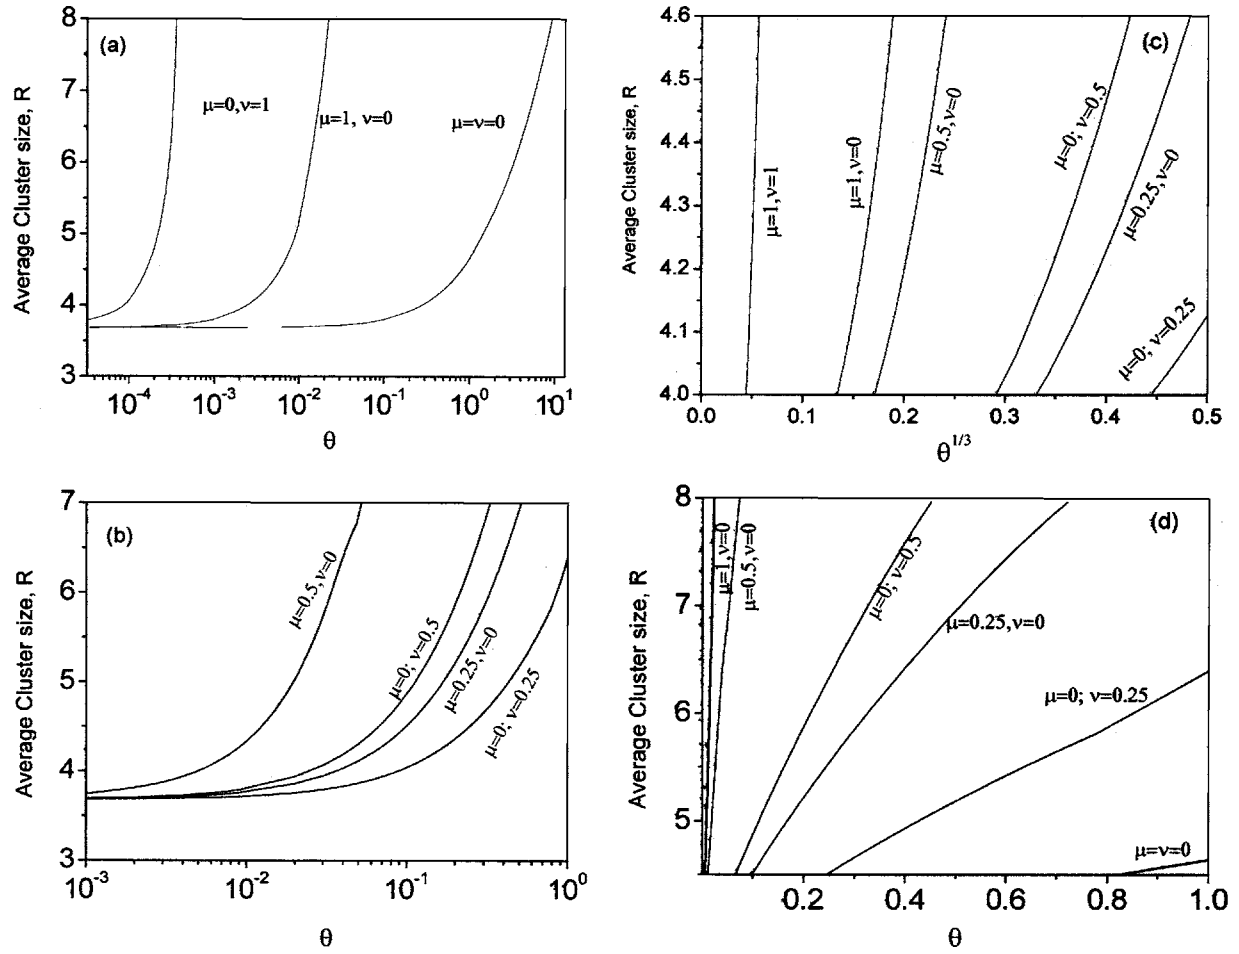 (a)
Average Cluster size, R
8
7
6
5
4
3
μ=0,ν=1
μ=1, ν=0
μ=ν=0
10⁻⁴
10⁻³
10⁻²
10⁻¹
10⁰
10¹
θ
(c)
Average Cluster size, R
4.6
4.5
4.4
4.3
4.2
4.1
4.0
μ=1,ν=1
μ=1,ν=0
μ=0.5,ν=0
μ=0; ν=0.5
μ=0.25,ν=0
μ=0; ν=0.25
0.0
0.1
0.2
0.3
0.4
0.5
θ^1/3
(b)
Average Cluster size, R
7
6
5
4
3
μ=0.5,ν=0
μ=0; ν=0.5
μ=0.25,ν=0
μ=0; ν=0.25
10⁻³
10⁻²
10⁻¹
10⁰
θ
(d)
Average Cluster size, R
8
7
6
5
μ=1,ν=0
μ=0.5,ν=0
μ=0; ν=0.5
μ=0.25,ν=0
μ=0; ν=0.25
μ=ν=0
0.2
0.4
0.6
0.8
1.0
θ